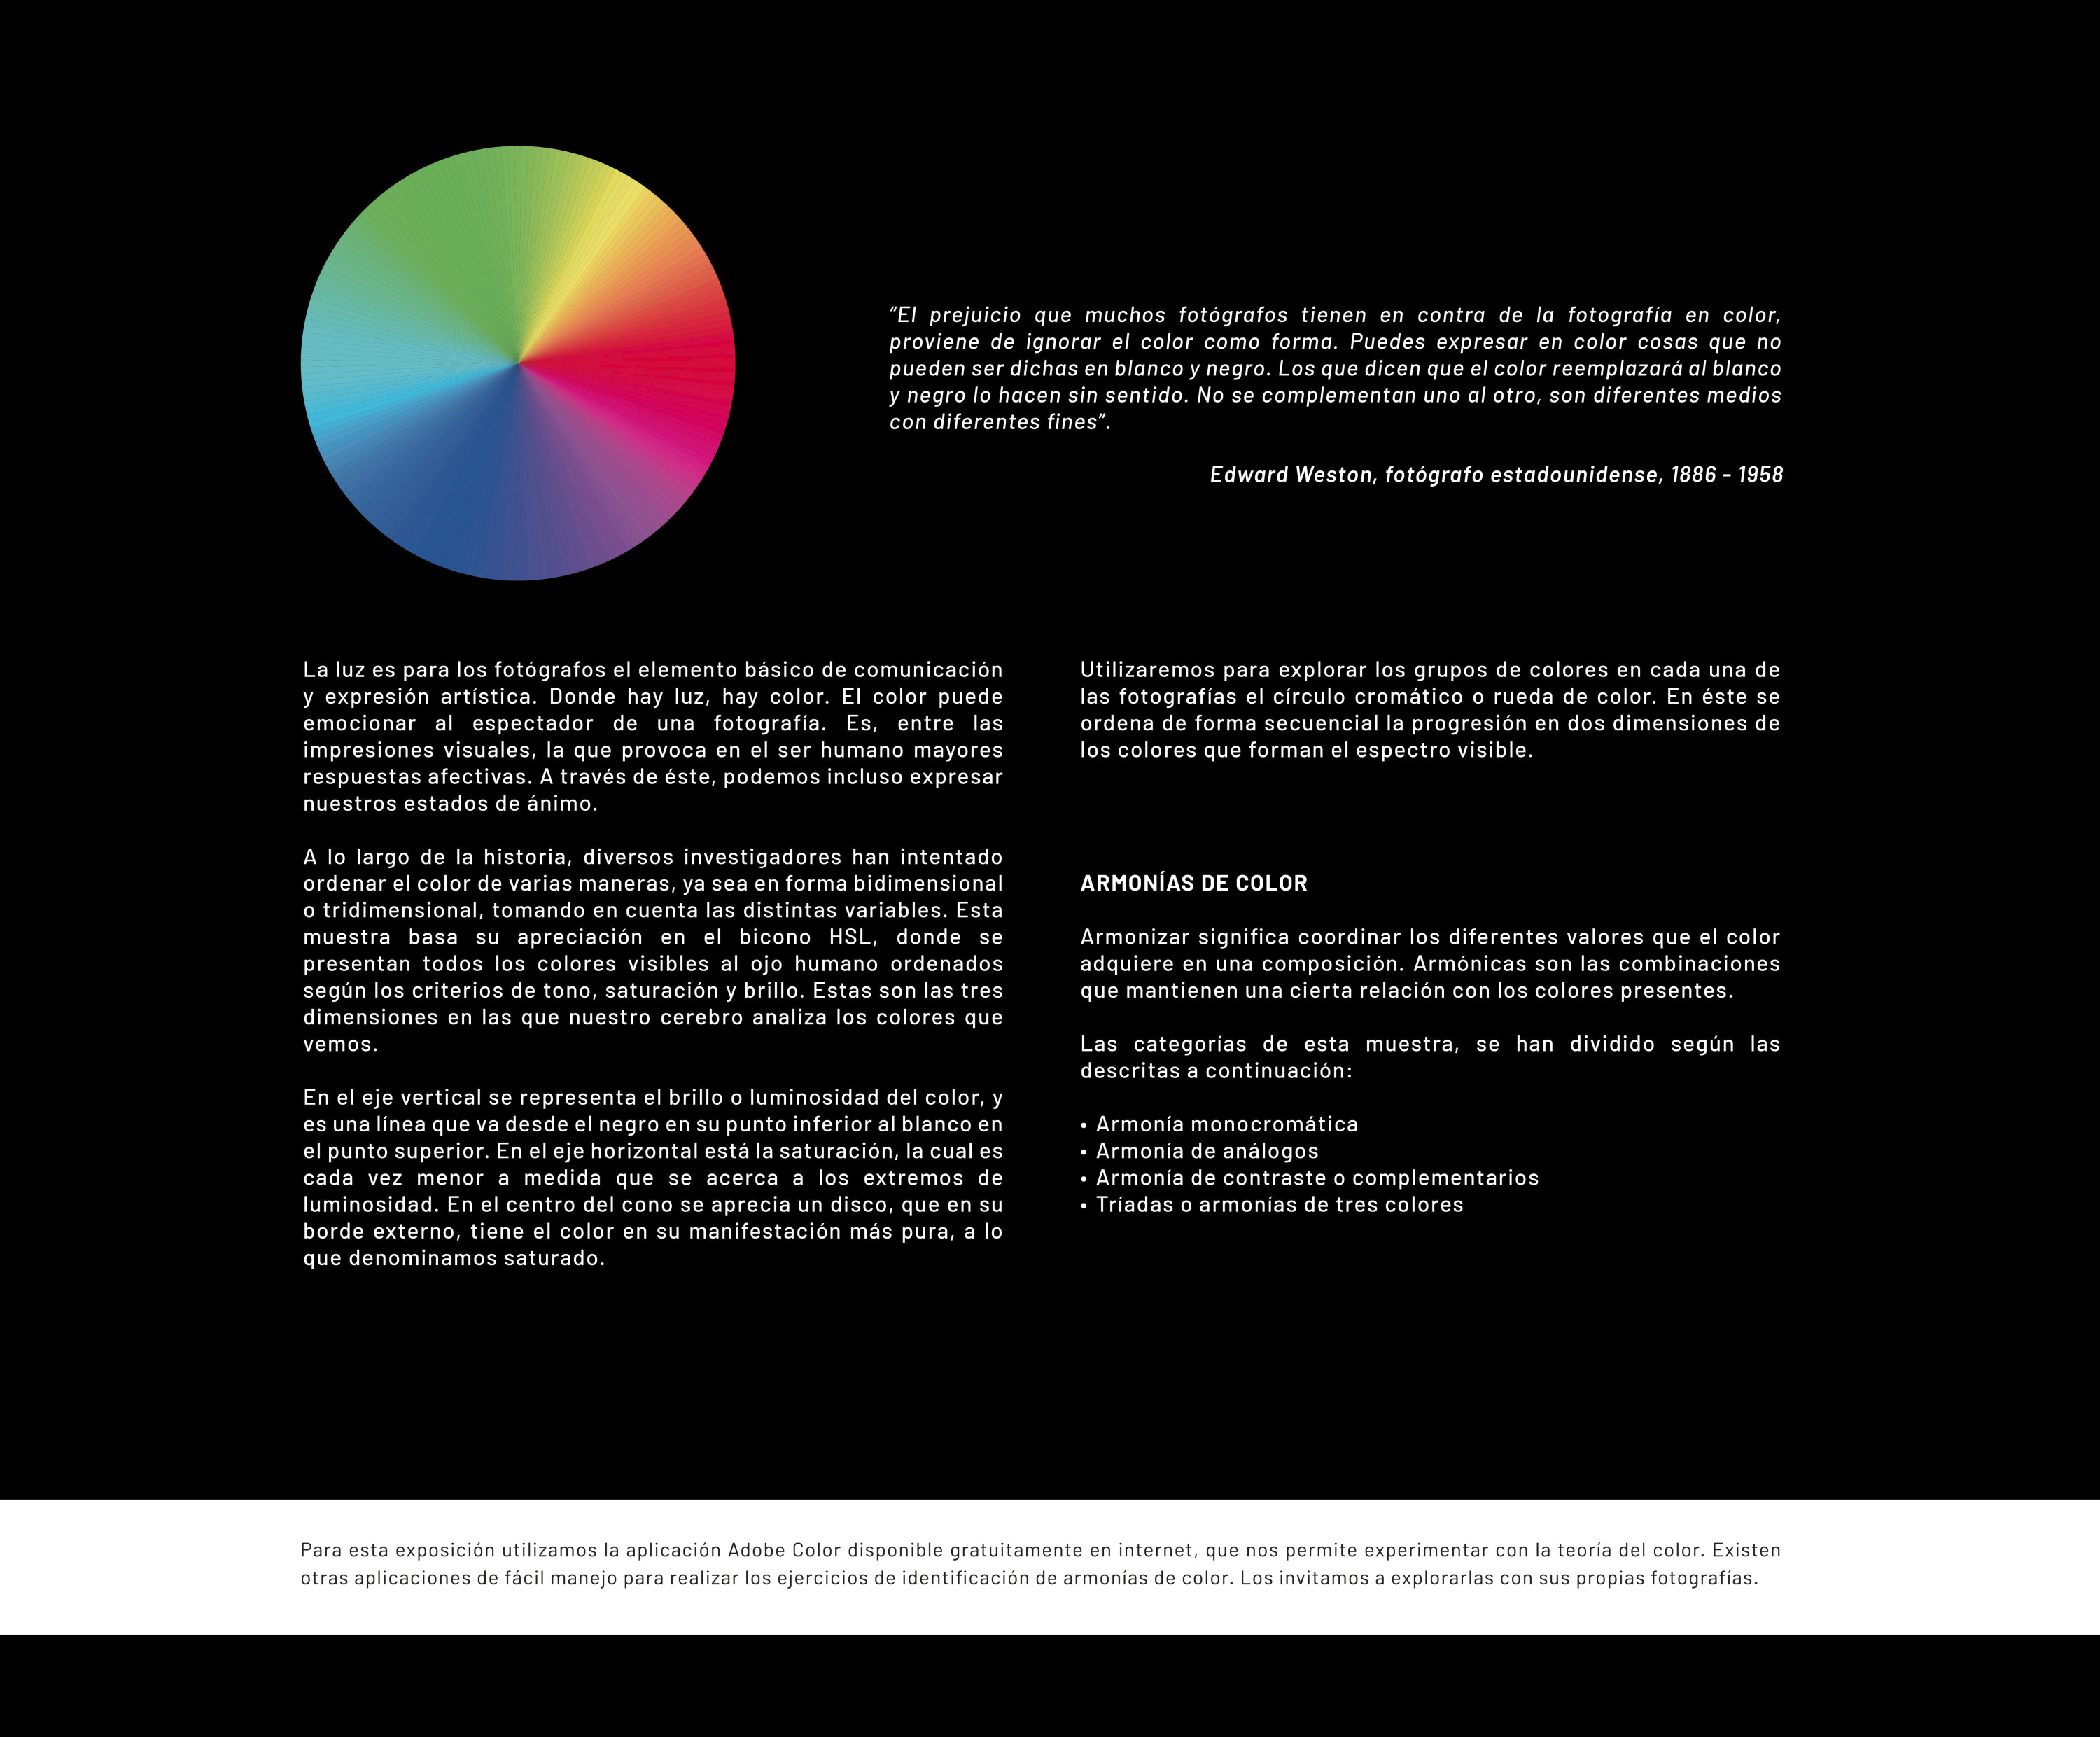 “El prejuicio que muchos fotógrafos tienen en contra de la fotografía en color,
proviene de ignorar el color como forma. Puedes expresar en color cosas que no
pueden ser dichas en blanco y negro. Los que dicen que el color reemplazará al blanco
y negro lo hacen sin sentido. No se complementan uno al otro, son diferentes medios
con diferentes fines”.
Edward Weston, fotógrafo estadounidense, 1886 - 1958
La luz es para los fotógrafos el elemento básico de comunicación
y expresión artística. Donde hay luz, hay color. El color puede
emocionar al espectador de una fotografía. Es, entre las
impresiones visuales, la que provoca en el ser humano mayores
respuestas afectivas. A través de éste, podemos incluso expresar
nuestros estados de ánimo.
A lo largo de la historia, diversos investigadores han intentado
ordenar el color de varias maneras, ya sea en forma bidimensional
o tridimensional, tomando en cuenta las distintas variables. Esta
muestra basa su apreciación en el bicono HSL, donde se
presentan todos los colores visibles al ojo humano ordenados
según los criterios de tono, saturación y brillo. Estas son las tres
dimensiones en las que nuestro cerebro analiza los colores que
vemos.
En el eje vertical se representa el brillo o luminosidad del color, y
es una línea que va desde el negro en su punto inferior al blanco en
el punto superior. En el eje horizontal está la saturación, la cual es
cada vez menor a medida que se acerca a los extremos de
luminosidad. En el centro del cono se aprecia un disco, que en su
borde externo, tiene el color en su manifestación más pura, a lo
que denominamos saturado.
Utilizaremos para explorar los grupos de colores en cada una de
las fotografías el círculo cromático o rueda de color. En éste se
ordena de forma secuencial la progresión en dos dimensiones de
los colores que forman el espectro visible.
ARMONÍAS DE COLOR
Armonizar significa coordinar los diferentes valores que el color
adquiere en una composición. Armónicas son las combinaciones
que mantienen una cierta relación con los colores presentes.
Las categorías de esta muestra, se han dividido según las
descritas a continuación:
• Armonía monocromática
• Armonía de análogos
• Armonía de contraste o complementarios
• Tríadas o armonías de tres colores
Para esta exposición utilizamos la aplicación Adobe Color disponible gratuitamente en internet, que nos permite experimentar con la teoría del color. Existen
otras aplicaciones de fácil manejo para realizar los ejercicios de identificación de armonías de color. Los invitamos a explorarlas con sus propias fotografías.